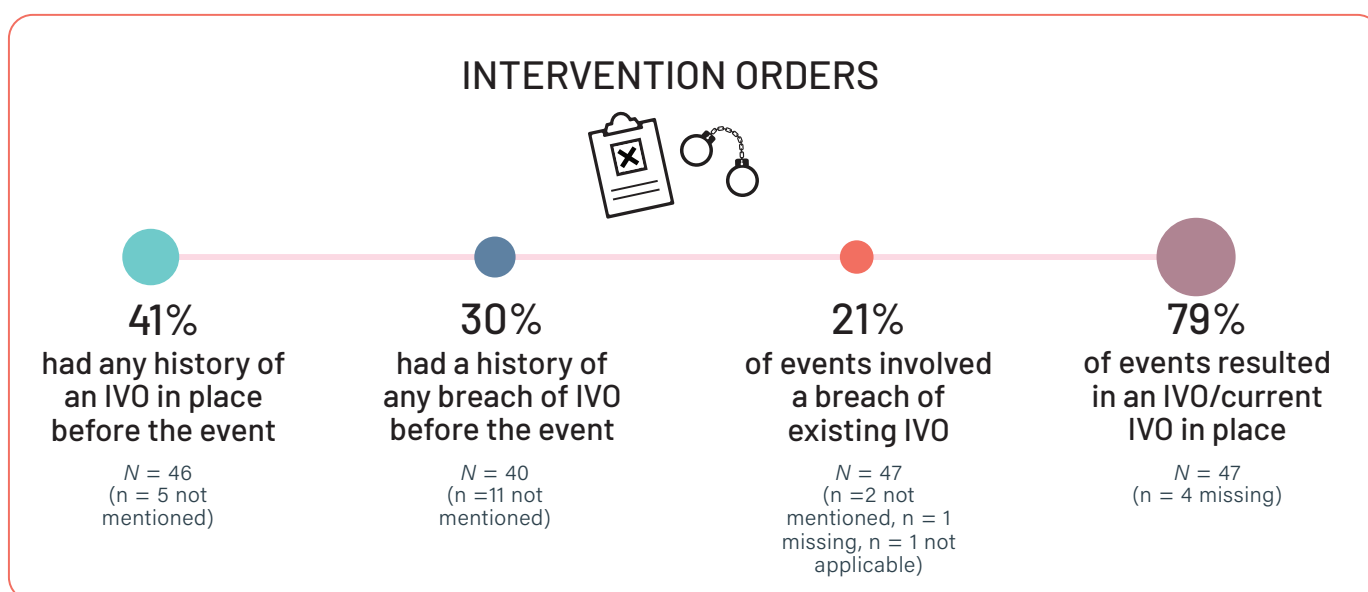 INTERVENTION ORDERS
41%
had any history of
an IVO in place
before the event
N = 46
(n = 5 not
mentioned)
30%
had a history of
any breach of IVO
before the event
N = 40
(n =11 not
mentioned)
21%
of events involved
a breach of
existing IVO
N = 47
(n =2 not
mentioned, n = 1
missing, n = 1 not
applicable)
79%
of events resulted
in an IVO/current
IVO in place
N = 47
(n = 4 missing)